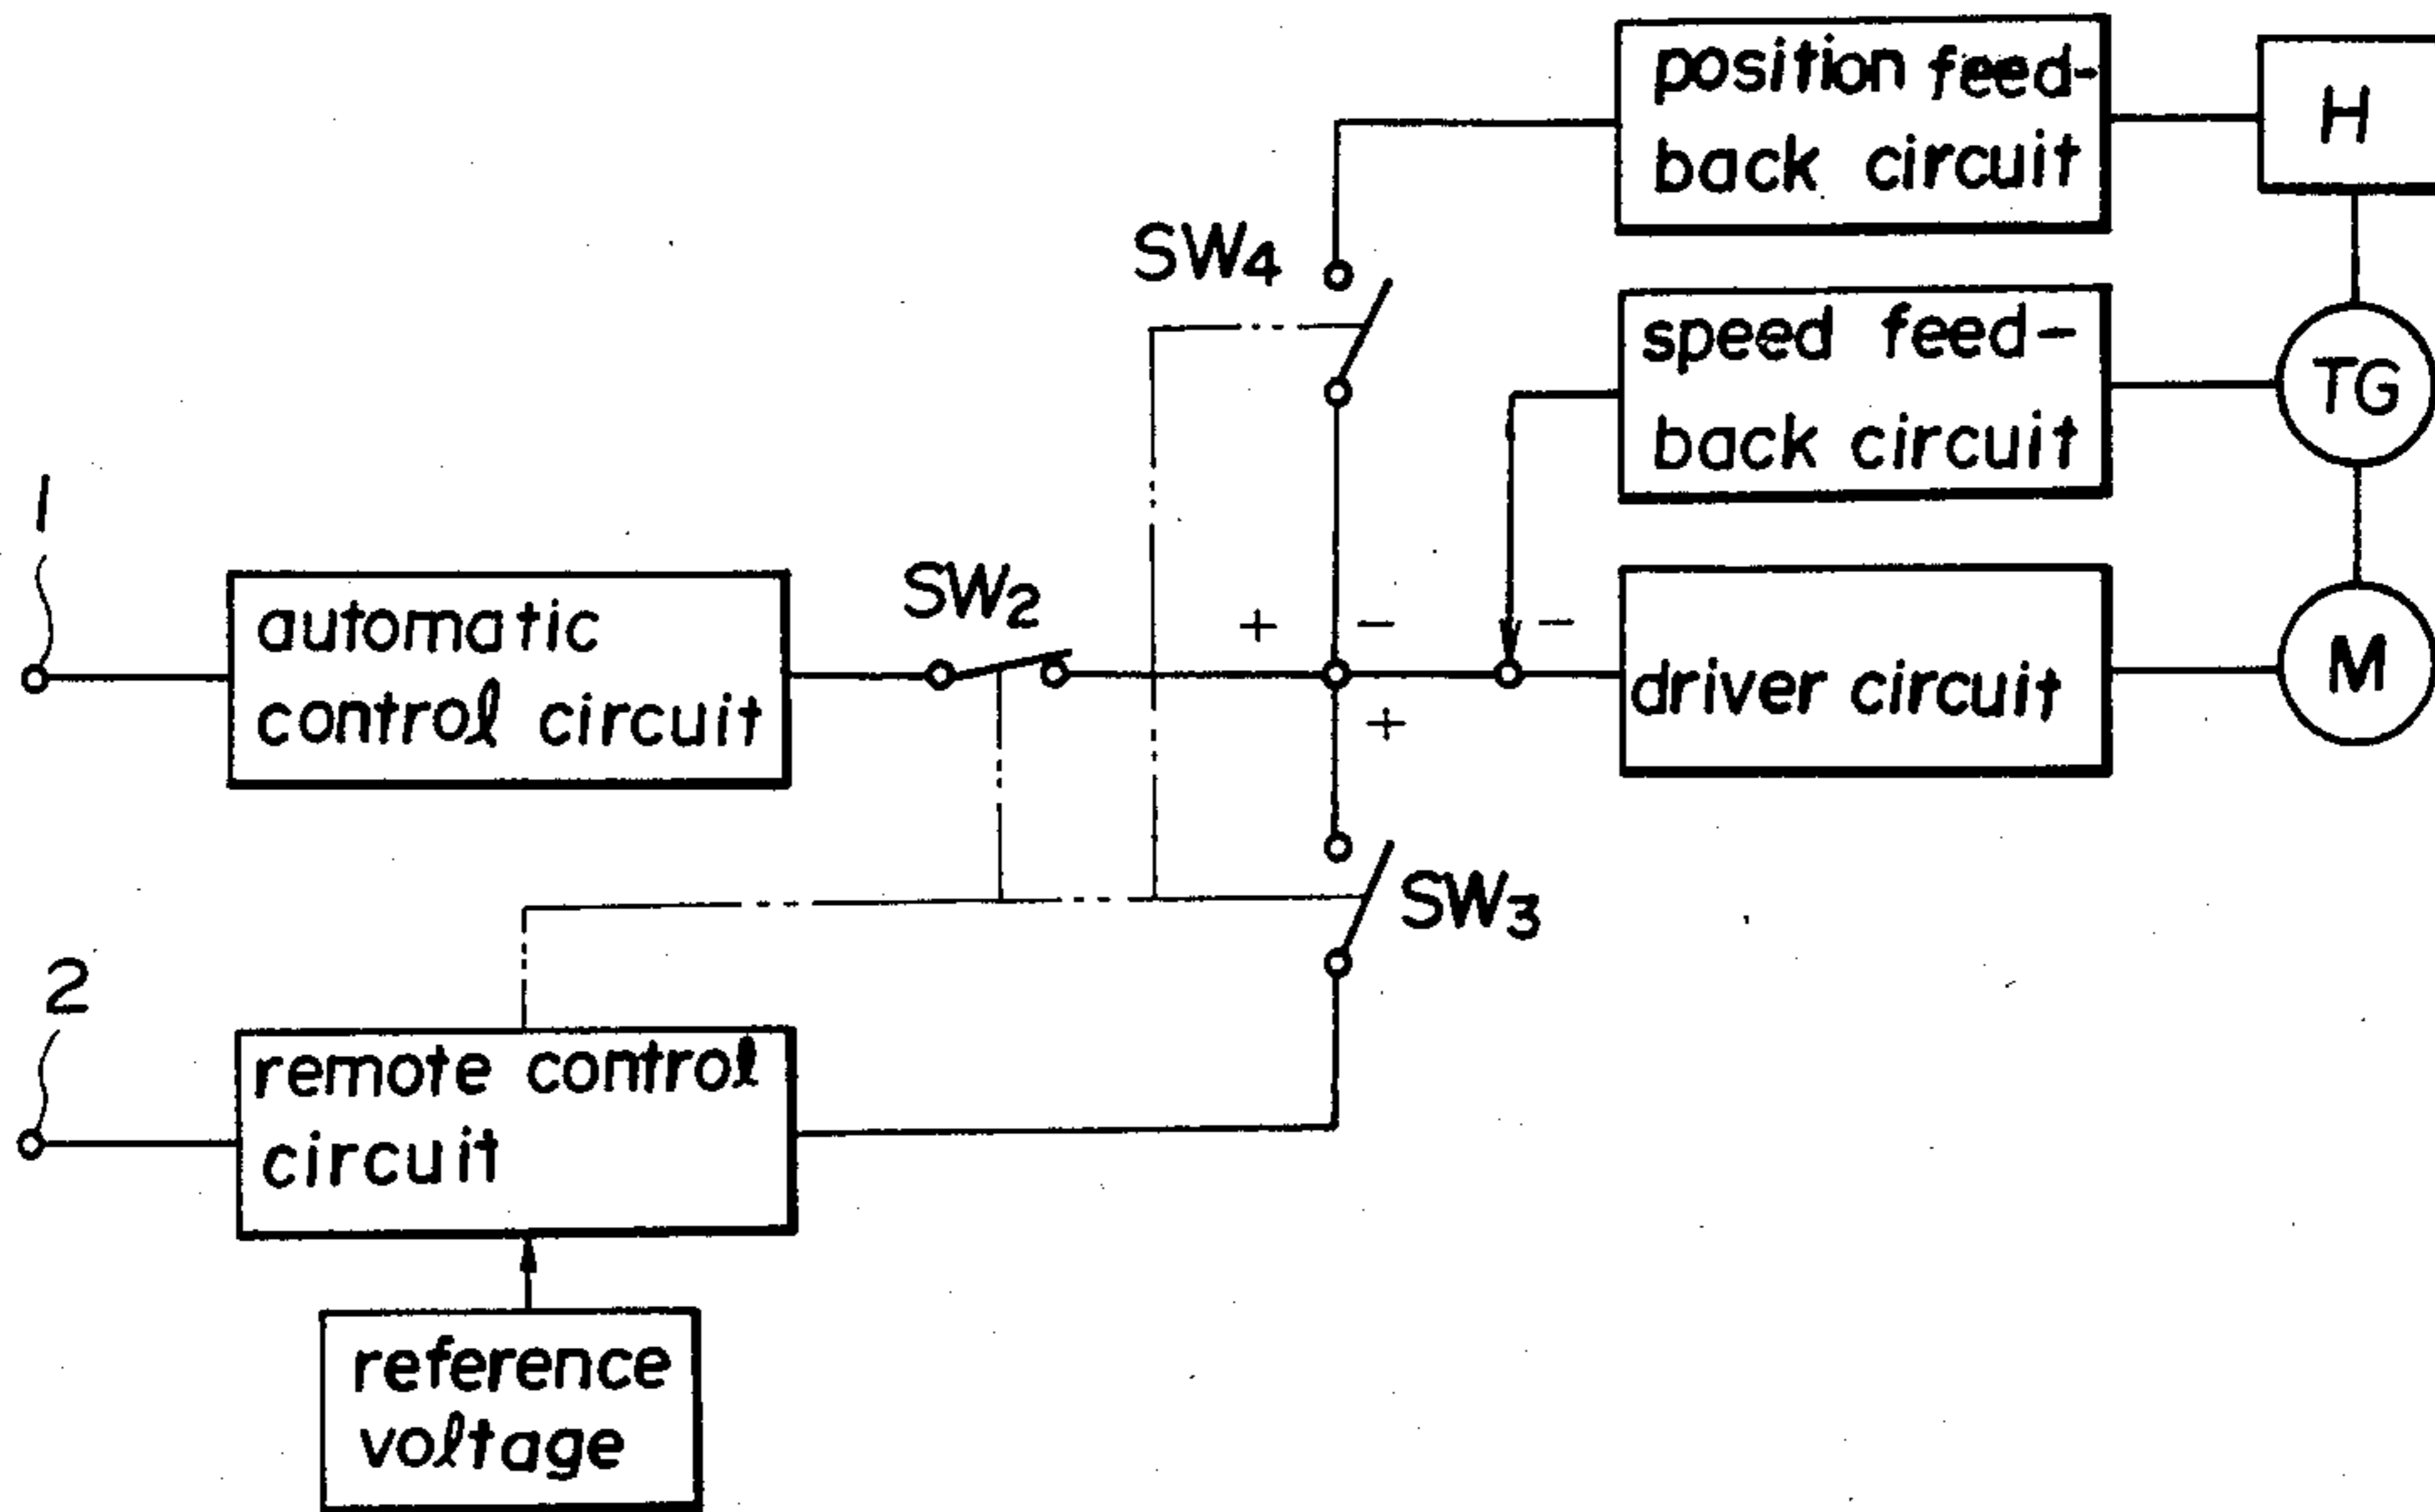 position feed-
back circuit
H
SW4
speed feed-
back circuit
TG
1
automatic
control circuit
SW2
+
-
-
driver circuit
M
+
SW3
2
remote control
circuit
reference
voltage